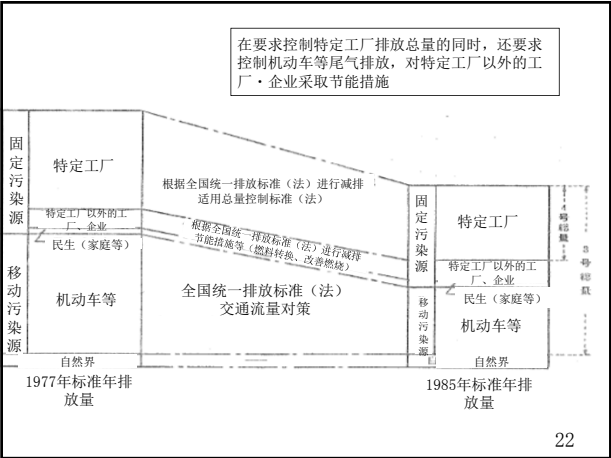 在要求控制特定工厂排放总量的同时，还要求
控制机动车等尾气排放，对特定工厂以外的工
厂・企业采取节能措施
固定污染源
特定工厂
特定工厂以外的工
厂、企业
民生（家庭等）
移动污染源
机动车等
自然界
1977年标准年排
放量
根据全国统一排放标准（法）进行减排
适用总量控制标准（法）
根据全国统一排放标准（法）进行减排
节能措施等（燃料转换、改善燃烧）
全国统一排放标准（法）
交通流量对策
固定污染源
特定工厂
特定工厂以外的工
厂、企业
民生（家庭等）
移动污染源
机动车等
自然界
1985年标准年排
放量
4号总量
3号总量
22